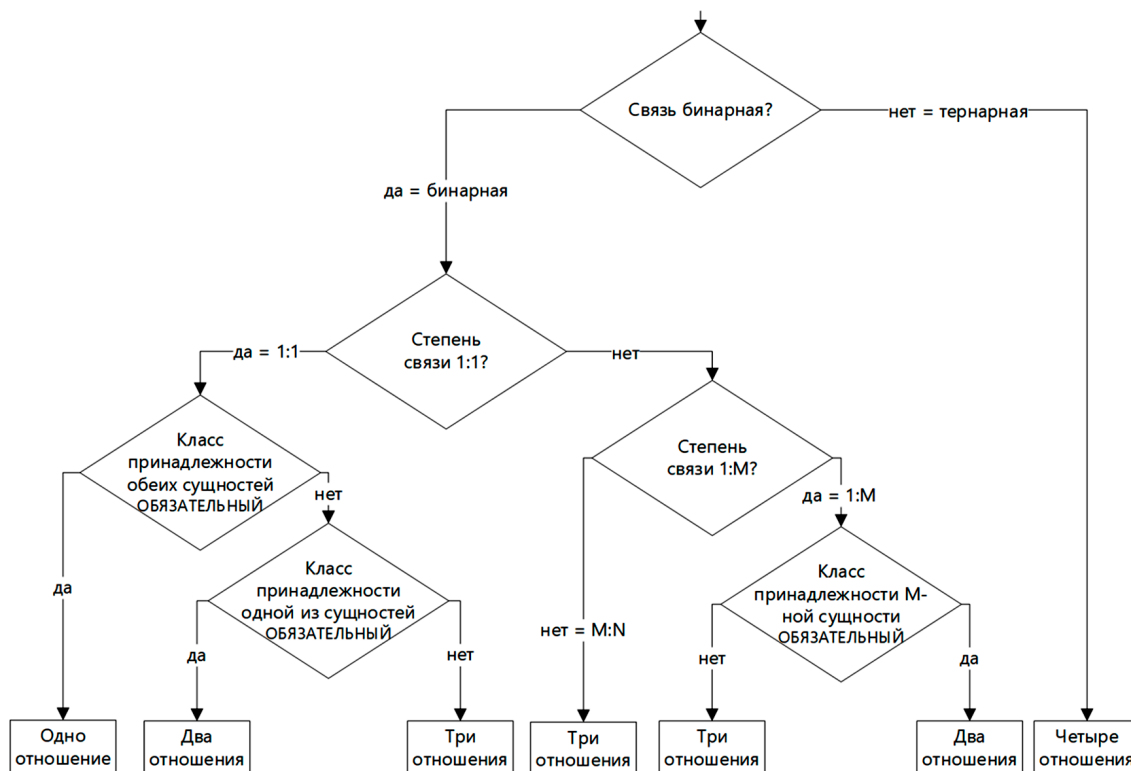 Связь бинарная?
нет = тернарная
да = бинарная
Степень
связи 1:1?
да = 1:1
нет
Класс
принадлежности
обеих сущностей
ОБЯЗАТЕЛЬНЫЙ
Степень
связи 1:M?
нет
да = 1:M
Класс
принадлежности
одной из сущностей
ОБЯЗАТЕЛЬНЫЙ
Класс
принадлежности М-
ной сущности
ОБЯЗАТЕЛЬНЫЙ
да
нет = M:N
да
нет
нет
да
Одно
отношение
Два
отношения
Три
отношения
Три
отношения
Три
отношения
Два
отношения
Четыре
отношения